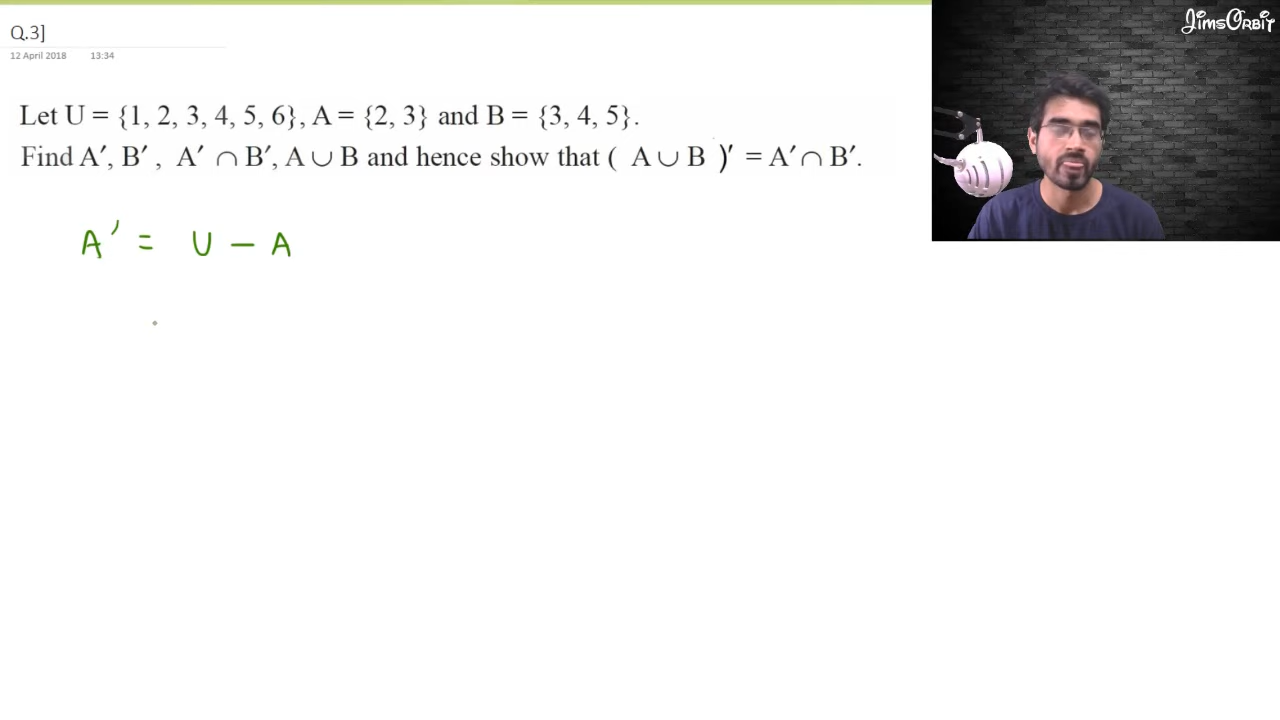 Q.3]
12 April 2018 13:34
JimsOrbit
Let U = {1, 2, 3, 4, 5, 6}, A = {2, 3} and B = {3, 4, 5}.
Find A′, B′ , A′ ∩ B′, A ∪ B and hence show that ( A ∪ B )′ = A′∩ B′.
A′ = U − A